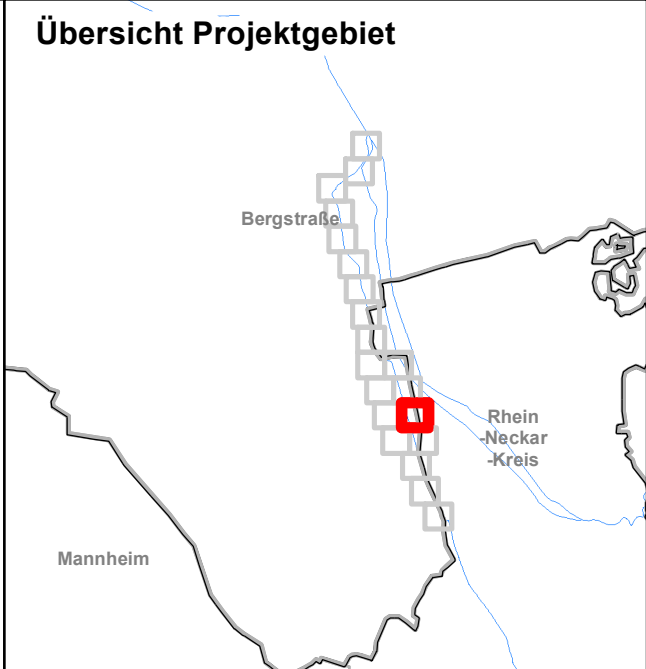 Übersicht Projektgebiet
Bergstraße
Rhein
-Neckar
-Kreis
Mannheim